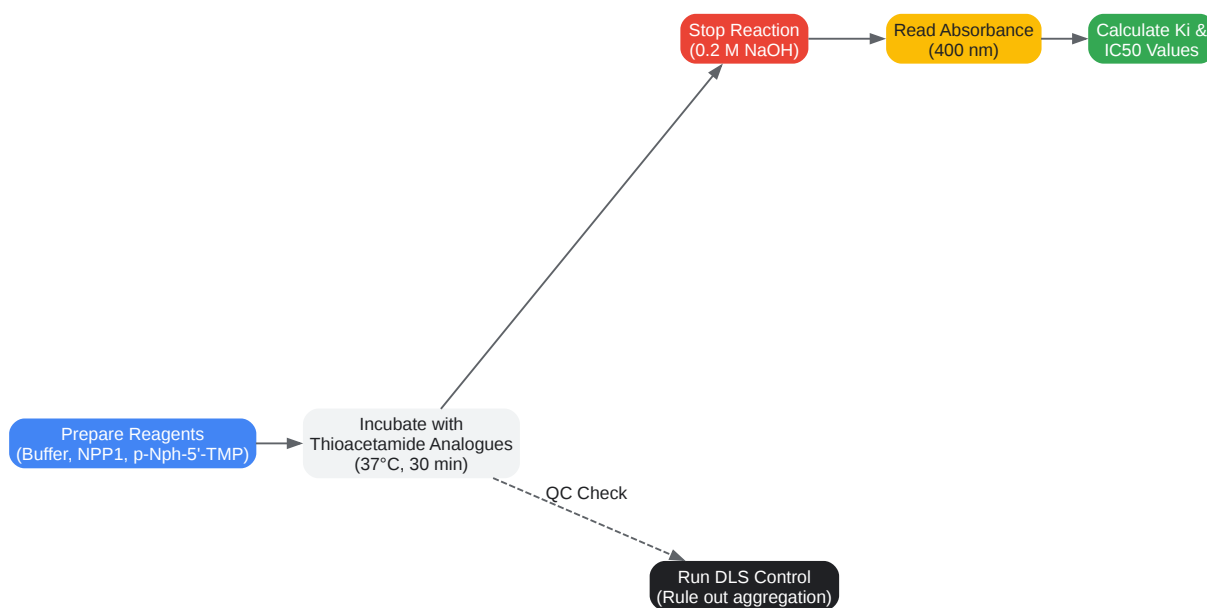 Stop Reaction
(0.2 M NaOH)
Read Absorbance
(400 nm)
Calculate Ki &
IC50 Values
Prepare Reagents
(Buffer, NPP1, p-Nph-5'-TMP)
Incubate with
Thioacetamide Analogues
(37°C, 30 min)
QC Check
Run DLS Control
(Rule out aggregation)